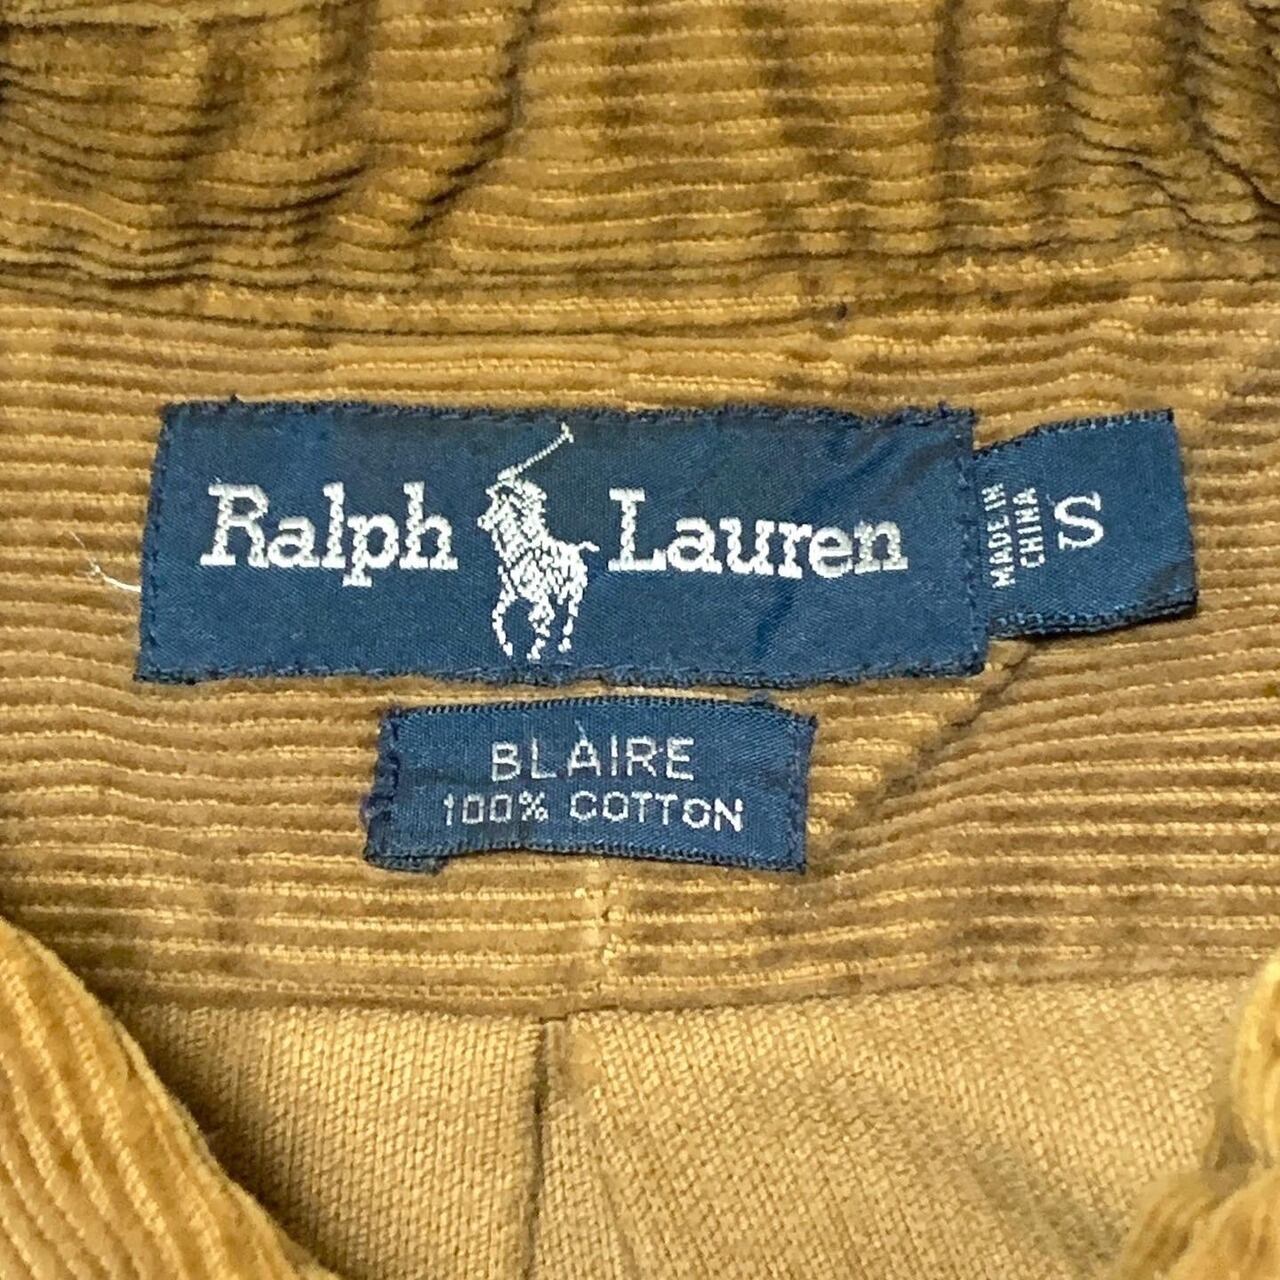 Ralph Lauren
MADE IN
CHINA
S
BLAIRE
100% COTTON